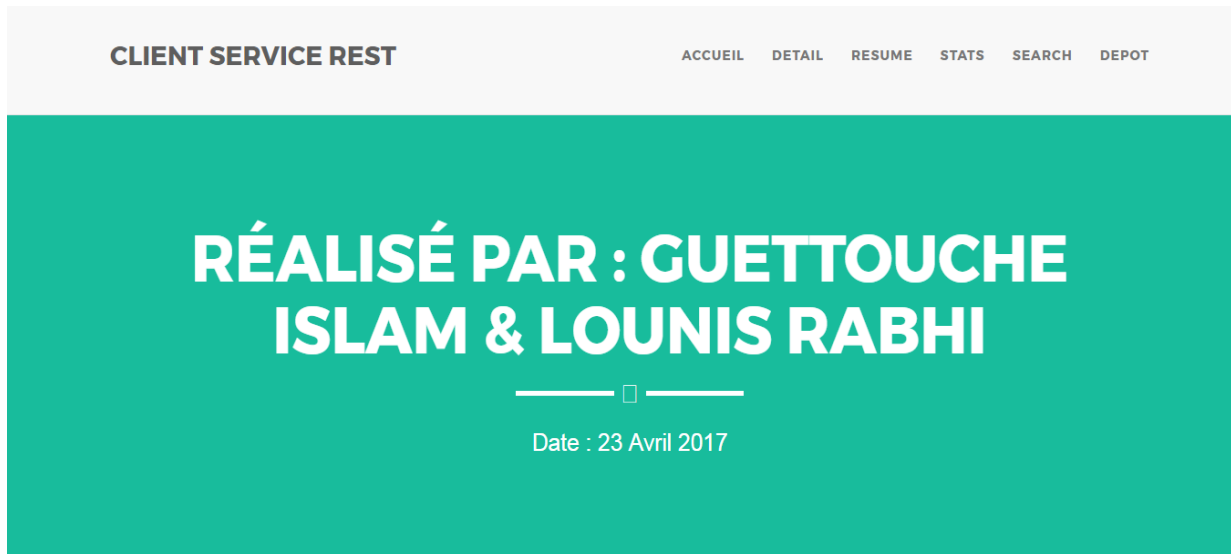 CLIENT SERVICE REST
ACCUEIL DETAIL RESUME STATS SEARCH DEPOT
RÉALISÉ PAR : GUETTOUCHE
ISLAM & LOUNIS RABHI
Date : 23 Avril 2017